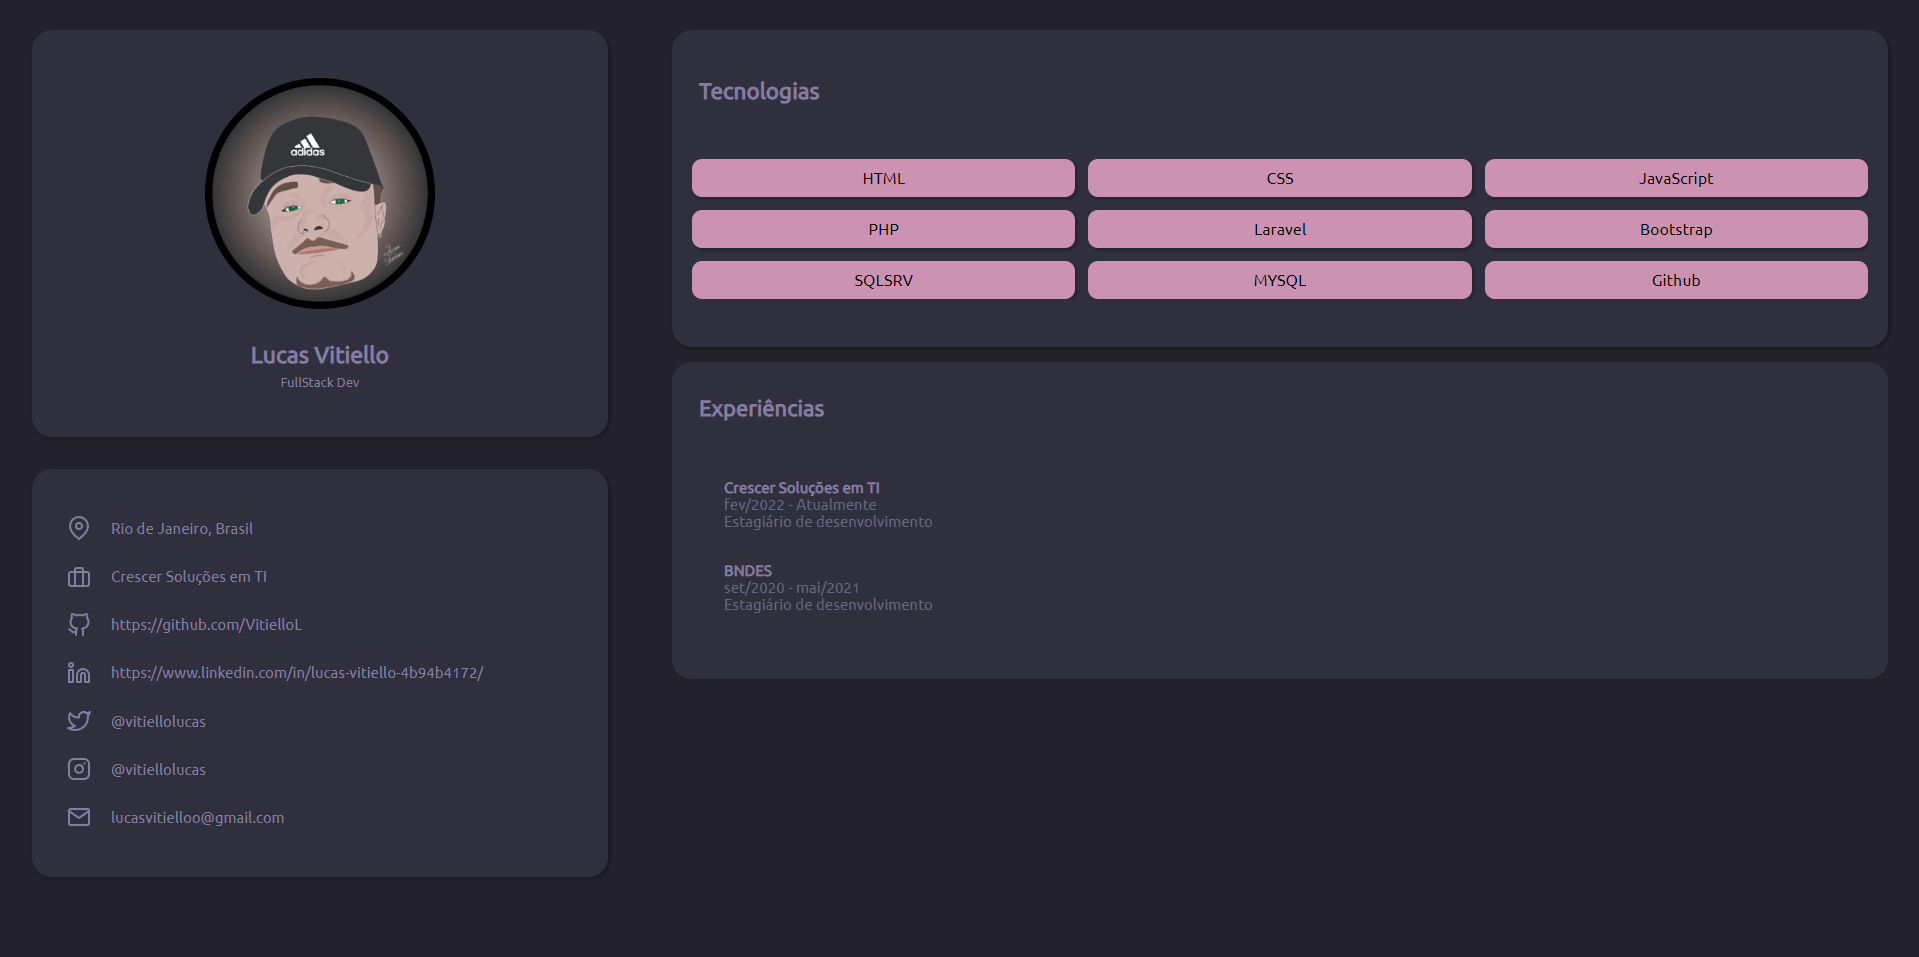 adidas
Lucas Vitiello
FullStack Dev
Rio de Janeiro, Brasil
Crescer Soluções em TI
https://github.com/VitielloL
https://www.linkedin.com/in/lucas-vitiello-4b94b4172/
@vitiellolucas
@vitiellolucas
lucasvitielloo@gmail.com
Tecnologias
HTML
CSS
JavaScript
PHP
Laravel
Bootstrap
SQLSRV
MYSQL
Github
Experiências
Crescer Soluções em TI
fev/2022 - Atualmente
Estagiário de desenvolvimento
BNDES
set/2020 - mai/2021
Estagiário de desenvolvimento